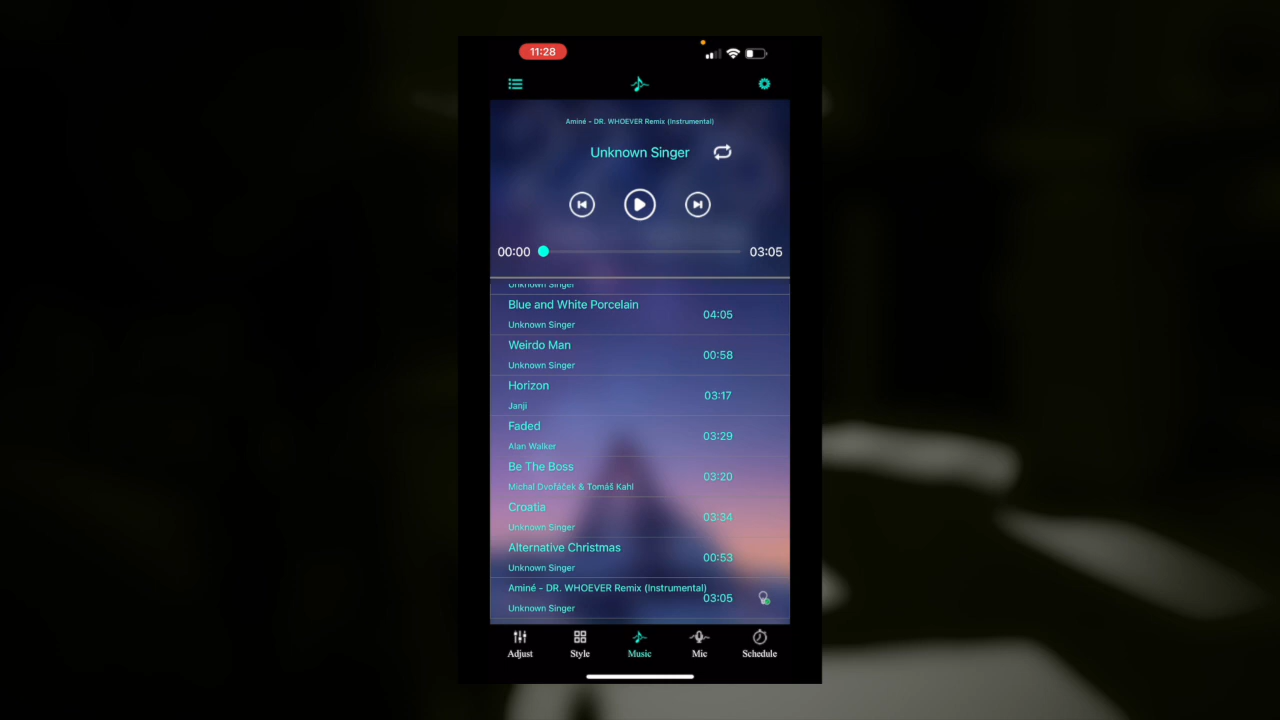 11:28
Aminé - DR. WHOEVER Remix (Instrumental)
Unknown Singer
00:00
03:05
Unknown Singer
Blue and White Porcelain
04:05
Unknown Singer
Weirdo Man
00:58
Unknown Singer
Horizon
03:17
Janji
Faded
03:29
Alan Walker
Be The Boss
03:20
Michal Dvořáček & Tomáš Kahl
Croatia
03:34
Unknown Singer
Alternative Christmas
00:53
Unknown Singer
Aminé - DR. WHOEVER Remix (Instrumental)
03:05
Unknown Singer
Adjust
Style
Music
Mic
Schedule